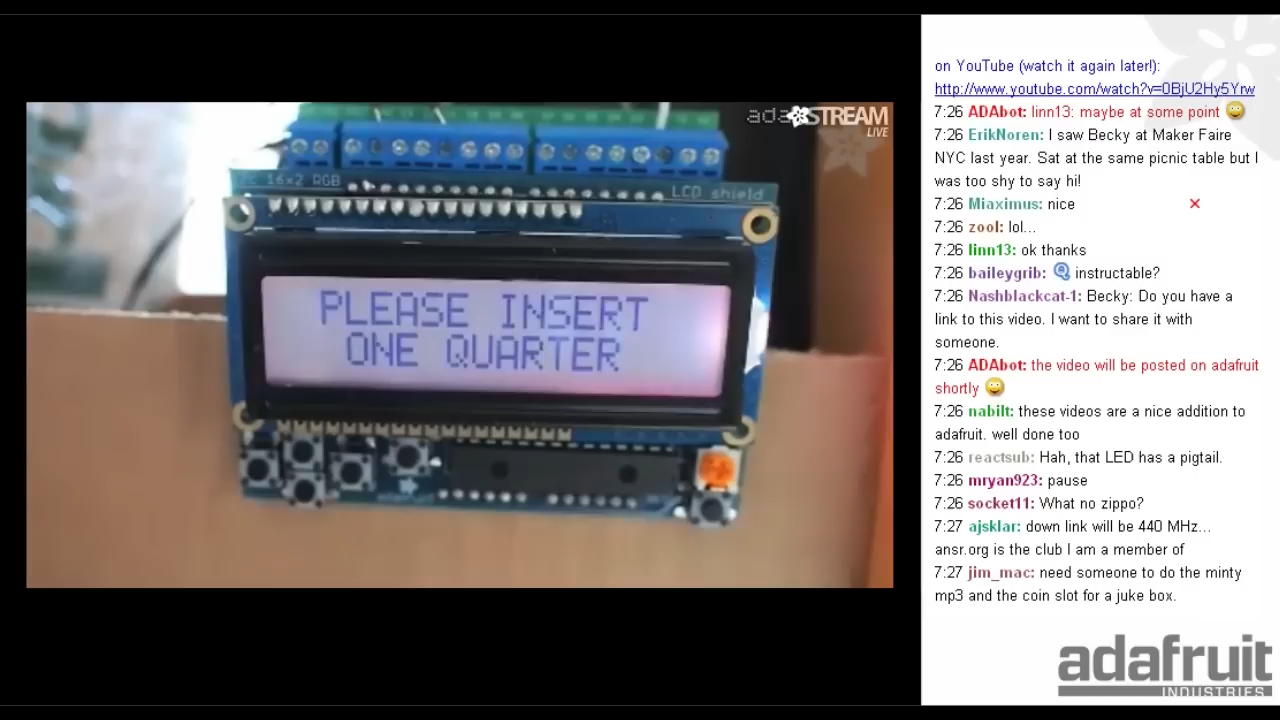 adafruit STREAM
LIVE
16x2 RGB
LCD shield
PLEASE INSERT
ONE QUARTER
on YouTube (watch it again later!):
http://www.youtube.com/watch?v=0BjU2Hy5Yrw
7:26 ADAbot: linn13: maybe at some point
7:26 ErikNoren: I saw Becky at Maker Faire
NYC last year. Sat at the same picnic table but I
was too shy to say hi!
7:26 Miaximus: nice
7:26 zool: lol...
7:26 linn13: ok thanks
7:26 baileygrib: instructable?
7:26 Nashblackcat-1: Becky: Do you have a
link to this video. I want to share it with
someone.
7:26 ADAbot: the video will be posted on adafruit
shortly
7:26 nabilt: these videos are a nice addition to
adafruit. well done too
7:26 reactsub: Hah, that LED has a pigtail.
7:26 mryan923: pause
7:26 socket11: What no zippo?
7:27 ajsklar: down link will be 440 MHz...
ansr.org is the club I am a member of
7:27 jim_mac: need someone to do the minty
mp3 and the coin slot for a juke box.
adafruit
INDUSTRIES